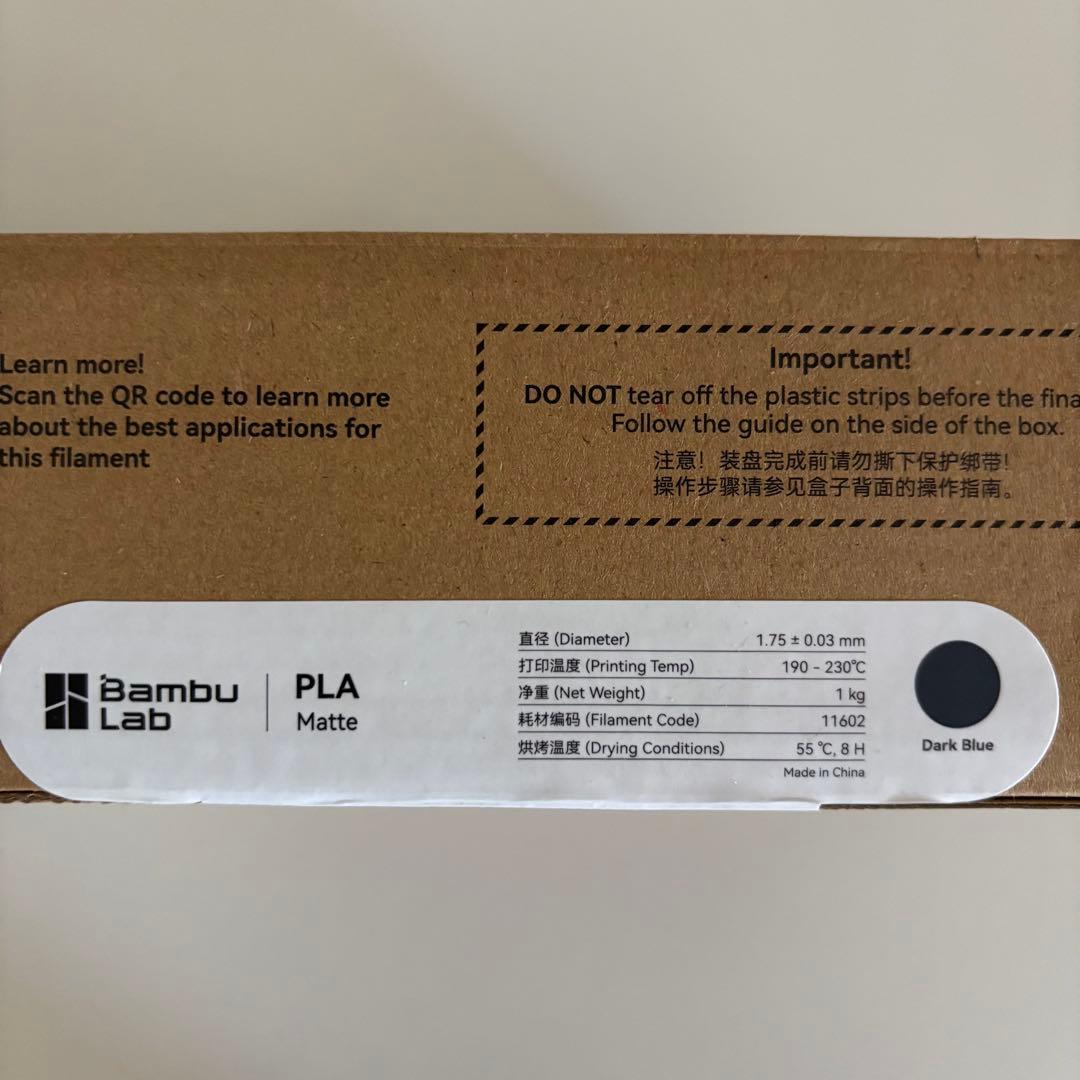 Learn more!
Scan the QR code to learn more
about the best applications for
this filament
Important!
DO NOT tear off the plastic strips before the
Follow the guide on the side of the box.
注意！装盘完成前请勿撕下保护绑带！
操作步骤请参见盒子背面的操作指南。
Bambu
Lab
PLA
Matte
直径 (Diameter) 1.75 ± 0.03 mm
打印温度 (Printing Temp) 190 - 230℃
净重 (Net Weight) 1 kg
耗材编码 (Filament Code) 11602
烘烤温度 (Drying Conditions) 55 ℃, 8 H
Made in China
Dark Blue